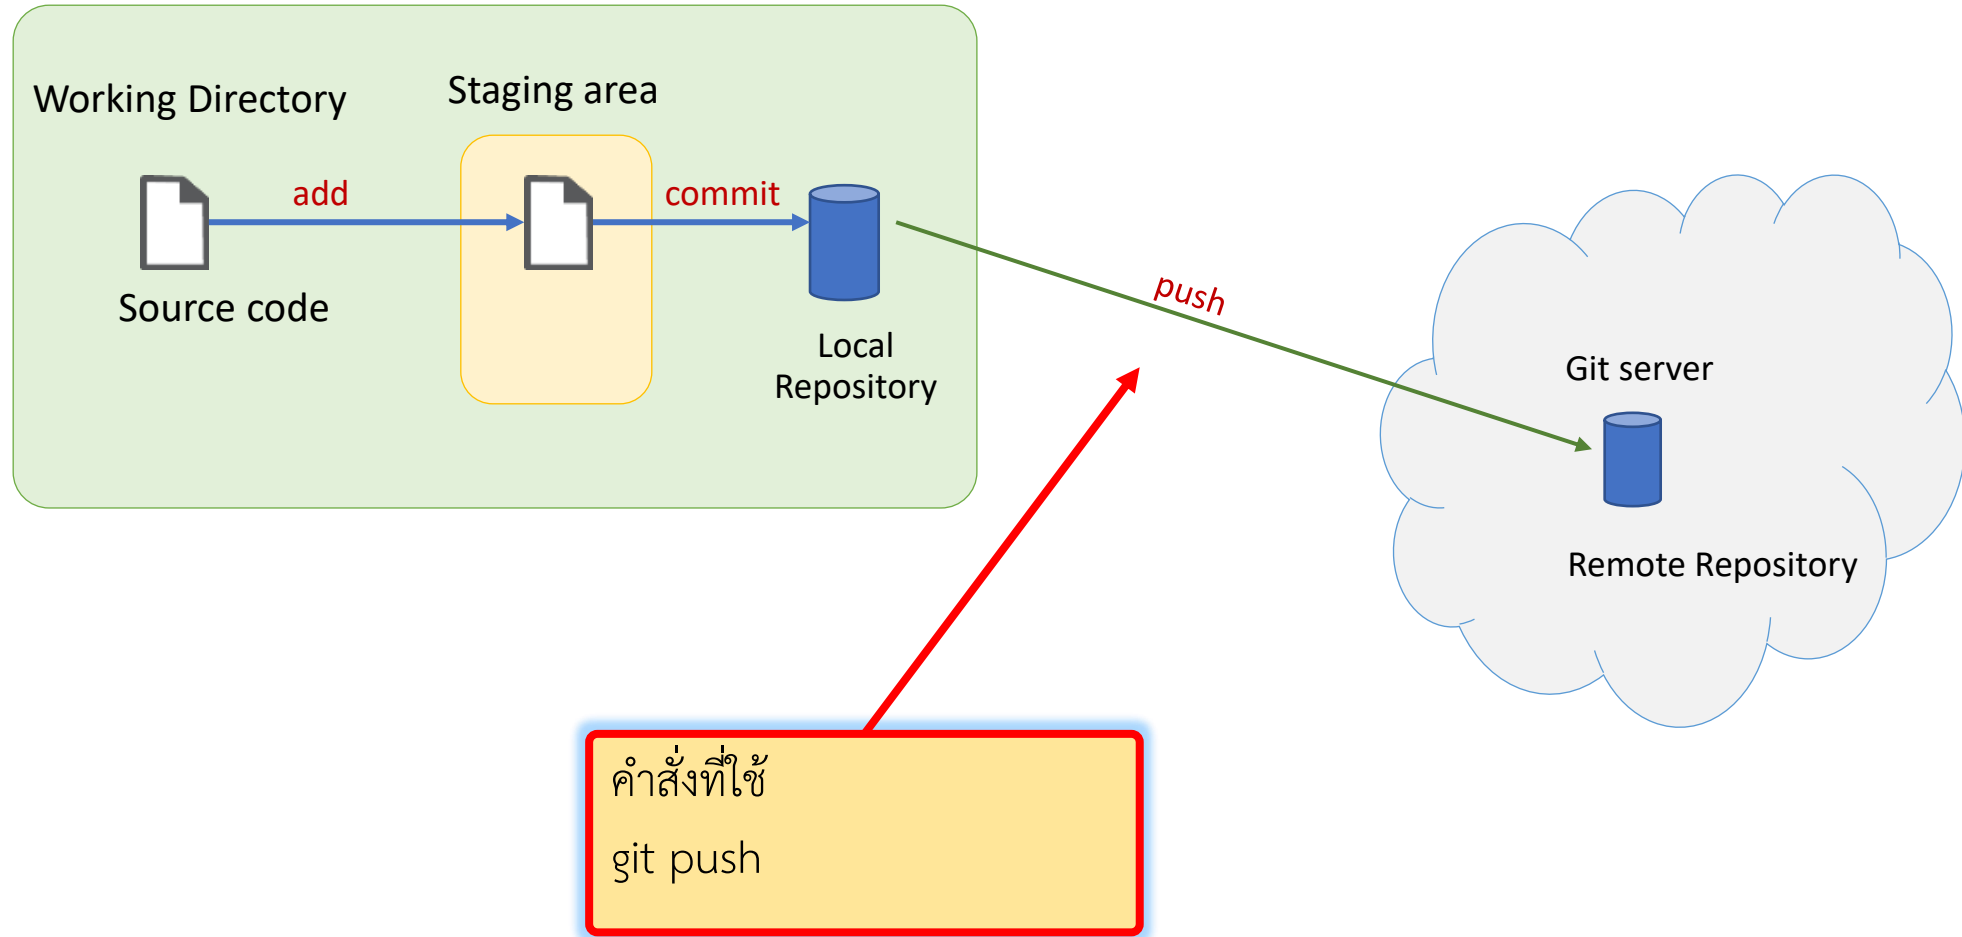 Working Directory
Staging area
add
commit
Source code
Local
Repository
push
Git server
Remote Repository
คำสั่งที่ใช้
git push